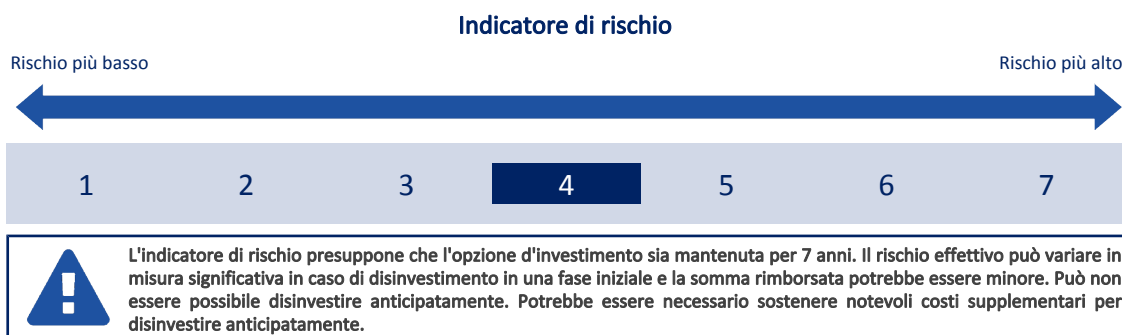 Indicatore di rischio
Rischio più basso
Rischio più alto
1 2 3 4 5 6 7
L'indicatore di rischio presuppone che l'opzione d'investimento sia mantenuta per 7 anni. Il rischio effettivo può variare in
misura significativa in caso di disinvestimento in una fase iniziale e la somma rimborsata potrebbe essere minore. Può non
essere possibile disinvestire anticipatamente. Potrebbe essere necessario sostenere notevoli costi supplementari per
disinvestire anticipatamente.